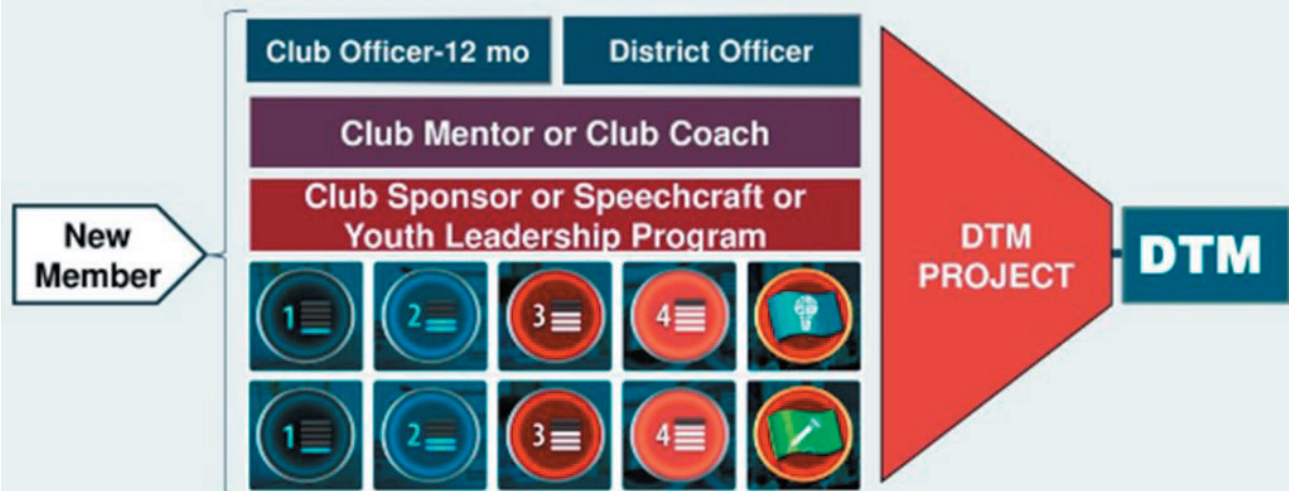 Club Officer-12 mo
District Officer
Club Mentor or Club Coach
Club Sponsor or Speechcraft or
Youth Leadership Program
New
Member
1
2
3
4
1
2
3
4
DTM
PROJECT
DTM